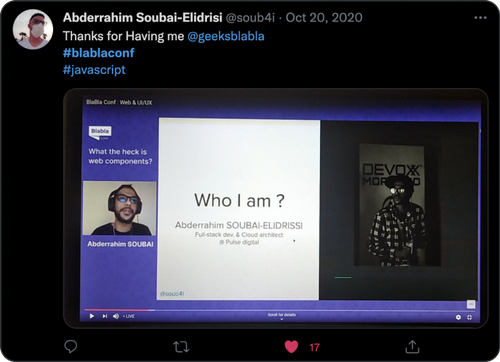 Abderrahim Soubai-Elidrisi @soub4i · Oct 20, 2020
Thanks for Having me @geeksblabla
#blablaconf
#javascript
BlaBla Conf : Web & UI/UX
Blabla
What the heck is
web components?
Abderrahim SOUBAI
Who I am ?
Abderrahim SOUBAI-ELIDRISSI
Full-stack dev. & Cloud architect
@ Pulse digital
@soub4i
DEVOXX
MOROCCO
LIVE
Scroll for details
17